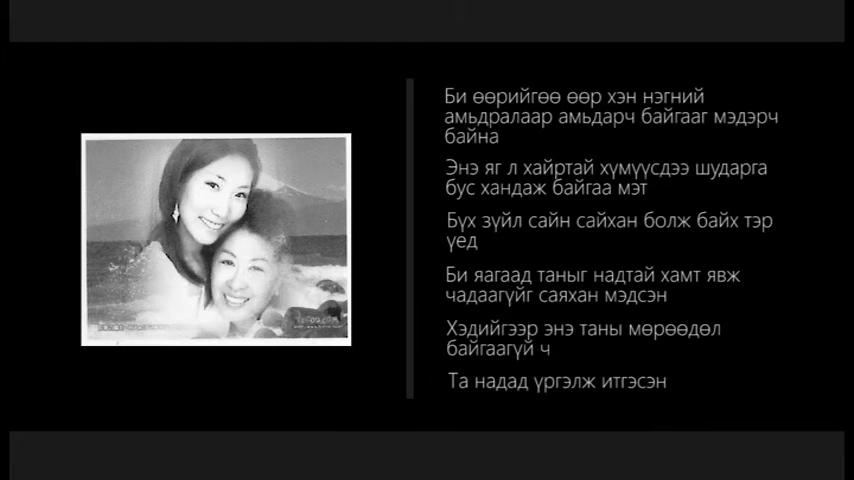 Би өөрийгөө өөр хэн нэгний
амьдралаар амьдарч байгааг мэдэрч
байна
Энэ яг л хайртай хүмүүсдээ шударга
бус хандаж байгаа мэт
Бүх зүйл сайн сайхан болж байх тэр
үед
Би яагаад таныг надтай хамт явж
чадаагүйг саяхан мэдсэн
Хэдийгээр энэ таны мөрөөдөл
байгаагүй ч
Та надад үргэлж итгэсэн